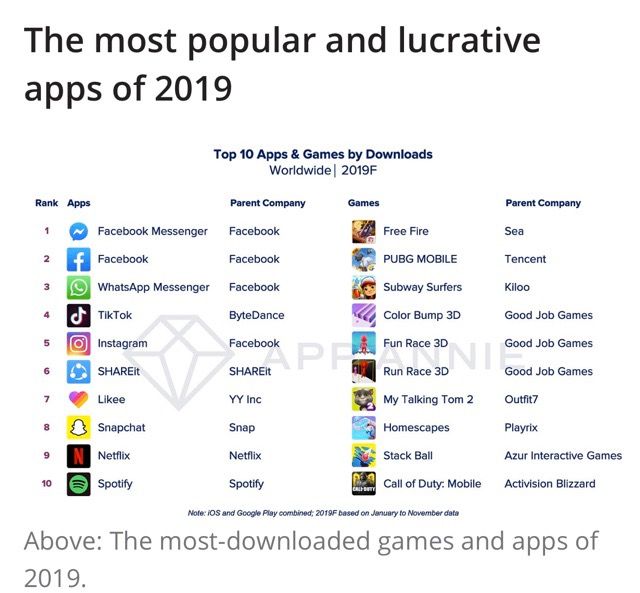 The most popular and lucrative
apps of 2019
Top 10 Apps & Games by Downloads
Worldwide | 2019F
Rank Apps Parent Company Games Parent Company
1 Facebook Messenger Facebook Free Fire Sea
2 Facebook Facebook PUBG MOBILE Tencent
3 WhatsApp Messenger Facebook Subway Surfers Kiloo
4 TikTok ByteDance Color Bump 3D Good Job Games
5 Instagram Facebook Fun Race 3D Good Job Games
APP ANNIE
6 SHAREit SHAREit Run Race 3D Good Job Games
7 Likee YY Inc My Talking Tom 2 Outfit7
8 Snapchat Snap Homescapes Playrix
9 Netflix Netflix Stack Ball Azur Interactive Games
10 Spotify Spotify Call of Duty: Mobile Activision Blizzard
Note: iOS and Google Play combined; 2019F based on January to November data
Above: The most-downloaded games and apps of
2019.